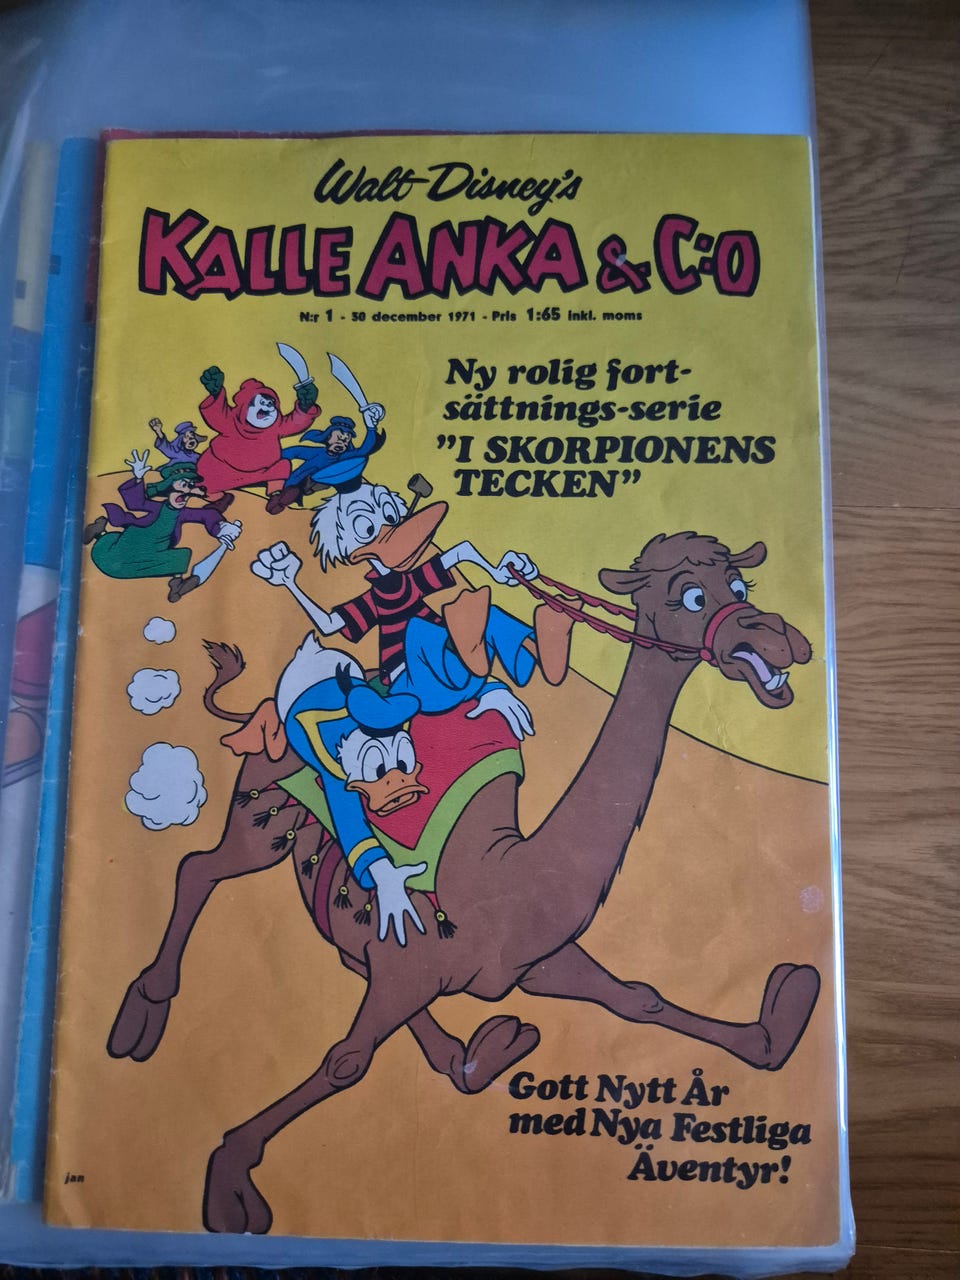 Walt Disney's
KALLE ANKA & C:O
N:r 1 - 30 december 1971 - Pris 1:65 inkl. moms
Ny rolig fort-
sättnings-serie
"I SKORPIONENS
TECKEN"
Gott Nytt År
med Nya Festliga
Äventyr!
jan